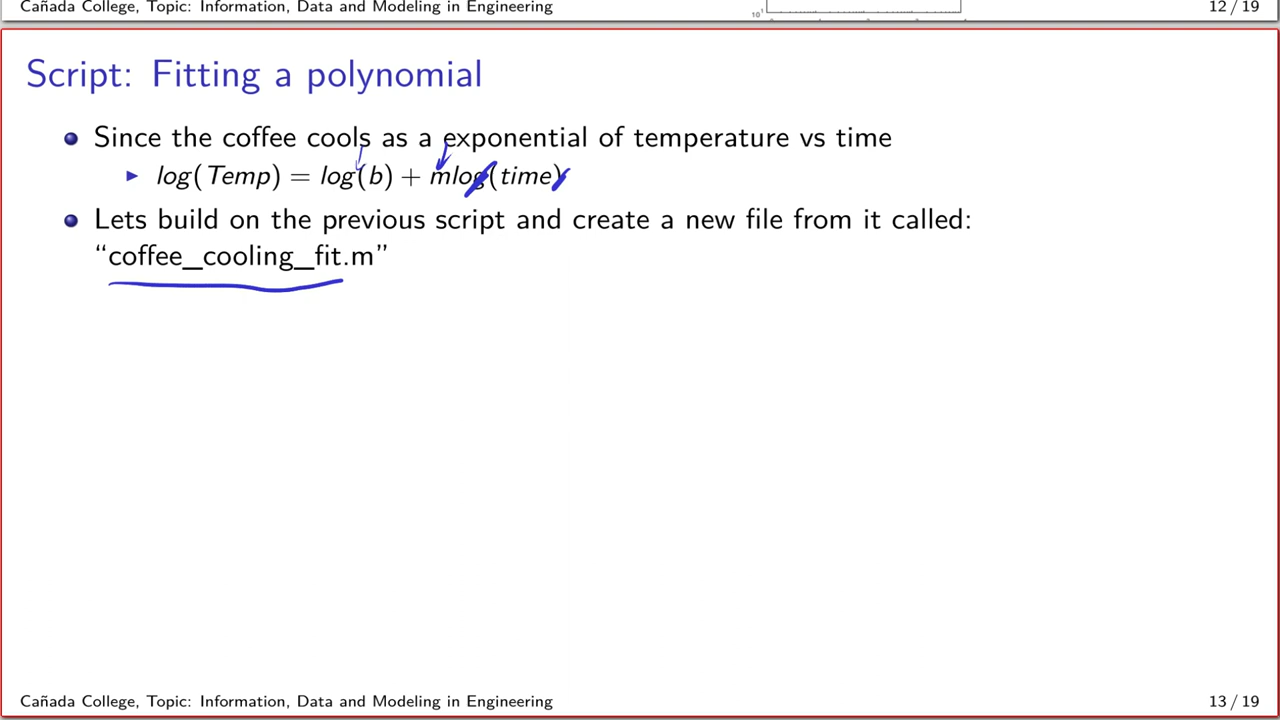 Cañada College, Topic: Information, Data and Modeling in Engineering 12 / 19
10¹
Script: Fitting a polynomial
Since the coffee cools as a exponential of temperature vs time
log(Temp) = log(b) + mlog(time)
Lets build on the previous script and create a new file from it called:
“coffee_cooling_fit.m”
Cañada College, Topic: Information, Data and Modeling in Engineering 13 / 19